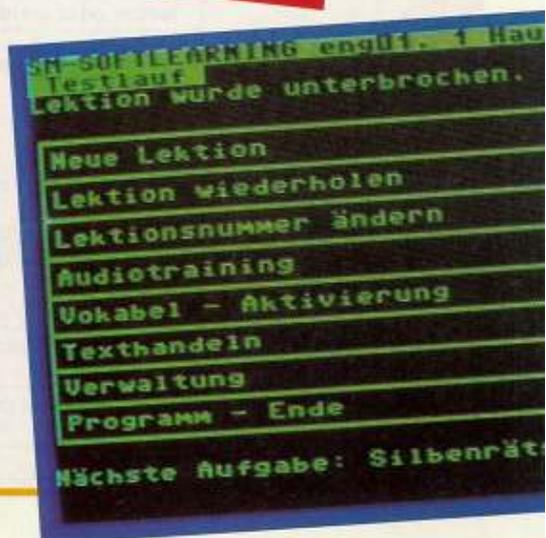 SM-SOFTLEARNING eng01. 1 Hau
Testlauf
Lektion wurde unterbrochen.
Neue Lektion
Lektion wiederholen
Lektionsnummer ändern
Audiotraining
Vokabel - Aktivierung
Texthandeln
Verwaltung
Programm - Ende
Nächste Aufgabe: Silbenräts